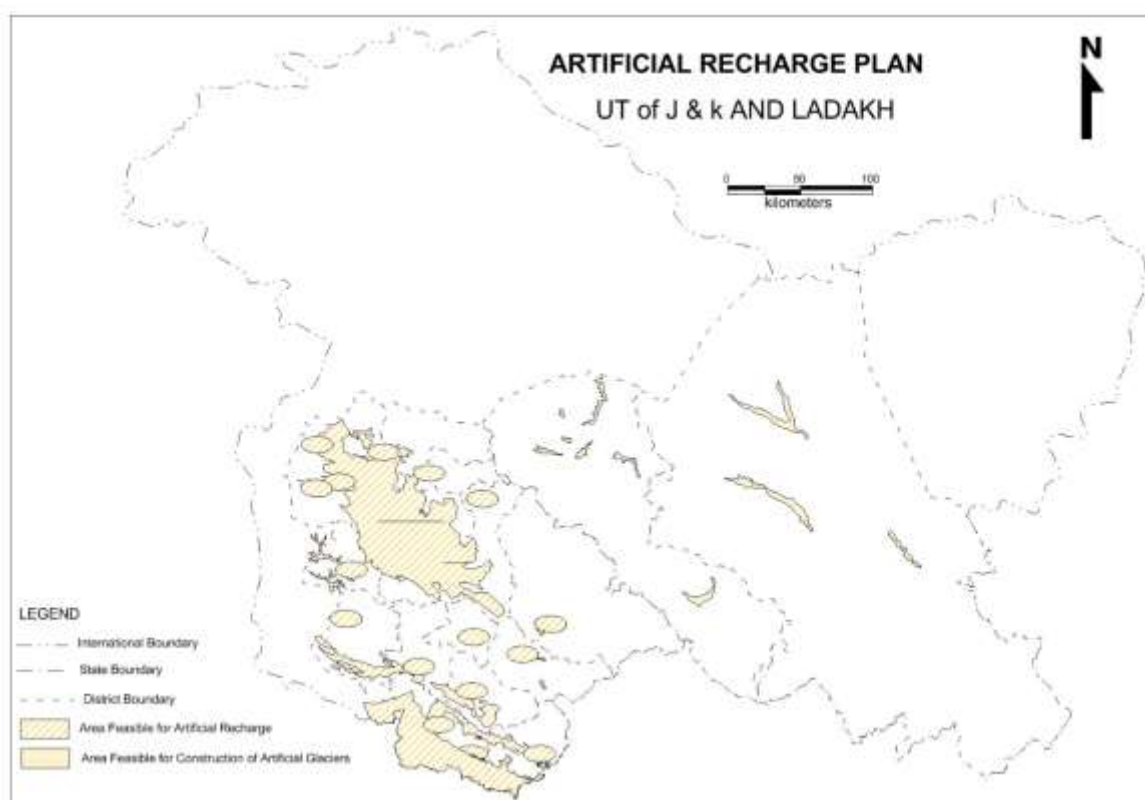 ARTIFICIAL RECHARGE PLAN
UT of J & k AND LADAKH
N
0 50 100
kilometers
LEGEND
International Boundary
State Boundary
District Boundary
Area Feasible for Artificial Recharge
Area Feasible for Construction of Artificial Glaciers